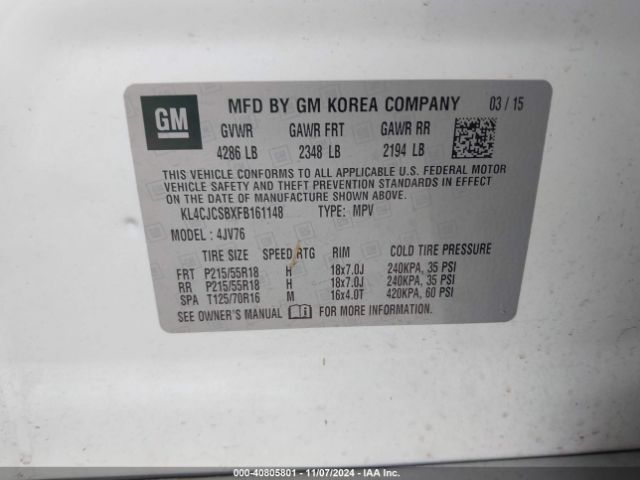 GM
MFD BY GM KOREA COMPANY 03 / 15
GVWR GAWR FRT GAWR RR
4286 LB 2348 LB 2194 LB
THIS VEHICLE CONFORMS TO ALL APPLICABLE U.S. FEDERAL MOTOR
VEHICLE SAFETY AND THEFT PREVENTION STANDARDS IN EFFECT
ON THE DATE OF MANUFACTURE SHOWN ABOVE.
KL4CJCSBXFB161148 TYPE: MPV
MODEL : 4JV76
TIRE SIZE SPEED RTG RIM COLD TIRE PRESSURE
FRT P215/55R18 H 18x7.0J 240KPA, 35 PSI
RR P215/55R18 H 18x7.0J 240KPA, 35 PSI
SPA T125/70R16 M 16x4.0T 420KPA, 60 PSI
SEE OWNER'S MANUAL FOR MORE INFORMATION.
000-40805801 - 11/07/2024 - IAAI.com